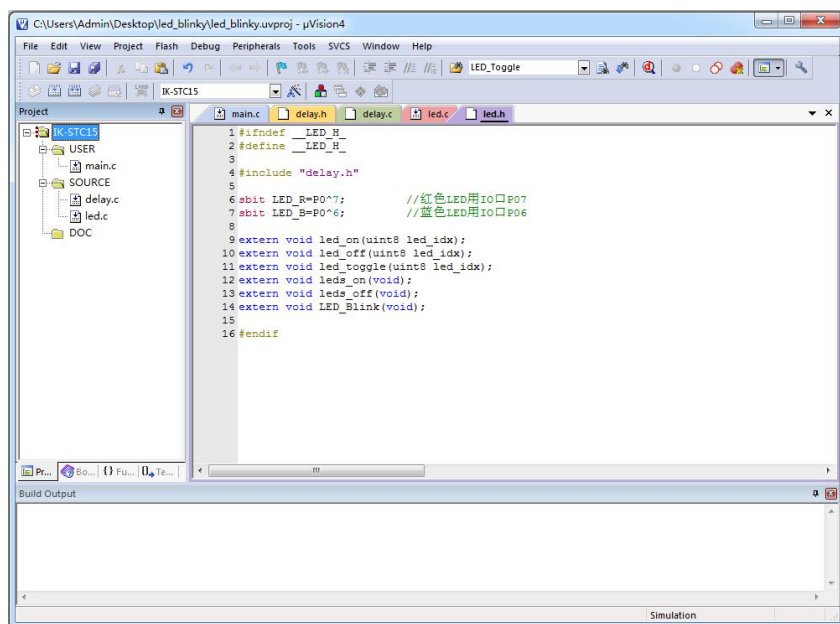 C:\Users\Admin\Desktop\led_blinky\led_blinky.uvproj - µVision4
File Edit View Project Flash Debug Peripherals Tools SVCS Window Help
LED_Toggle
IK-STC15
Project
main.c delay.h delay.c led.c led.h
IK-STC15
USER
main.c
SOURCE
delay.c
led.c
DOC
1 #ifndef __LED_H_
2 #define __LED_H_
3
4 #include "delay.h"
5
6 sbit LED_R=P0^7; //红色LED用IO口P07
7 sbit LED_B=P0^6; //蓝色LED用IO口P06
8
9 extern void led_on(uint8 led_idx);
10 extern void led_off(uint8 led_idx);
11 extern void led_toggle(uint8 led_idx);
12 extern void leds_on(void);
13 extern void leds_off(void);
14 extern void LED_Blink(void);
15
16 #endif
Pr... Bo... {} Fu... Te...
Build Output
Simulation